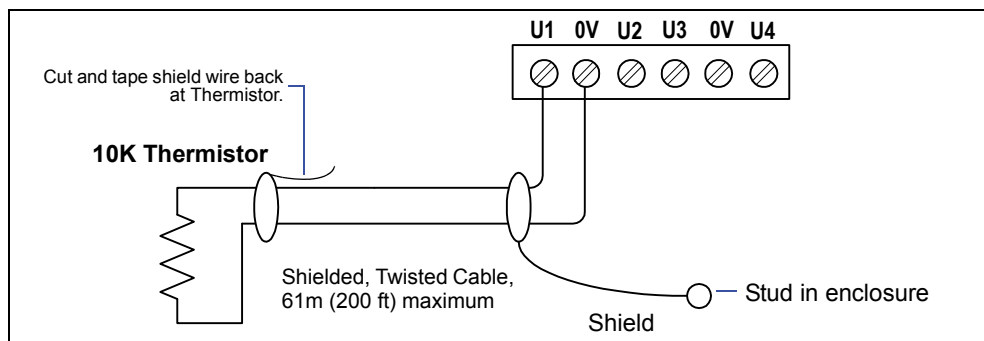 U1 0V U2 U3 0V U4
Cut and tape shield wire back
at Thermistor.
10K Thermistor
Shielded, Twisted Cable,
61m (200 ft) maximum
Stud in enclosure
Shield